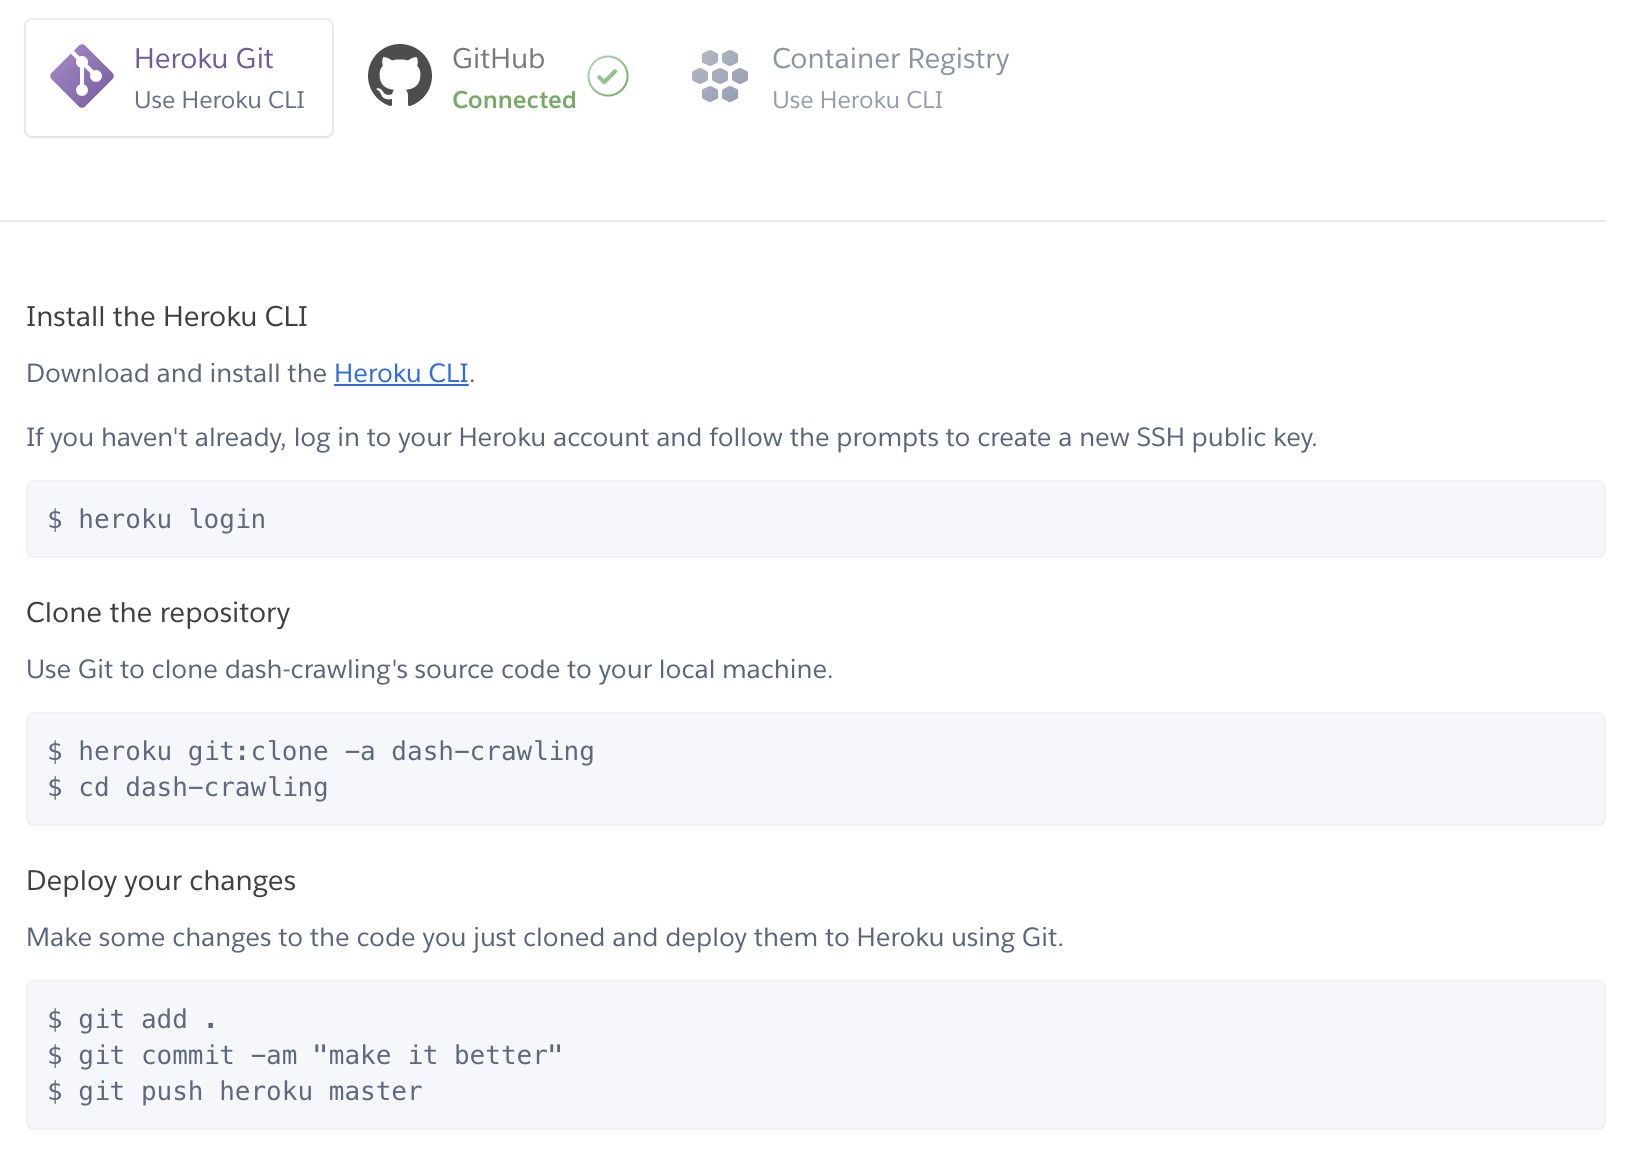 Heroku Git
Use Heroku CLI
GitHub
Connected
Container Registry
Use Heroku CLI
Install the Heroku CLI
Download and install the Heroku CLI.
If you haven't already, log in to your Heroku account and follow the prompts to create a new SSH public key.
$ heroku login
Clone the repository
Use Git to clone dash-crawling's source code to your local machine.
$ heroku git:clone -a dash-crawling
$ cd dash-crawling
Deploy your changes
Make some changes to the code you just cloned and deploy them to Heroku using Git.
$ git add .
$ git commit -am "make it better"
$ git push heroku master